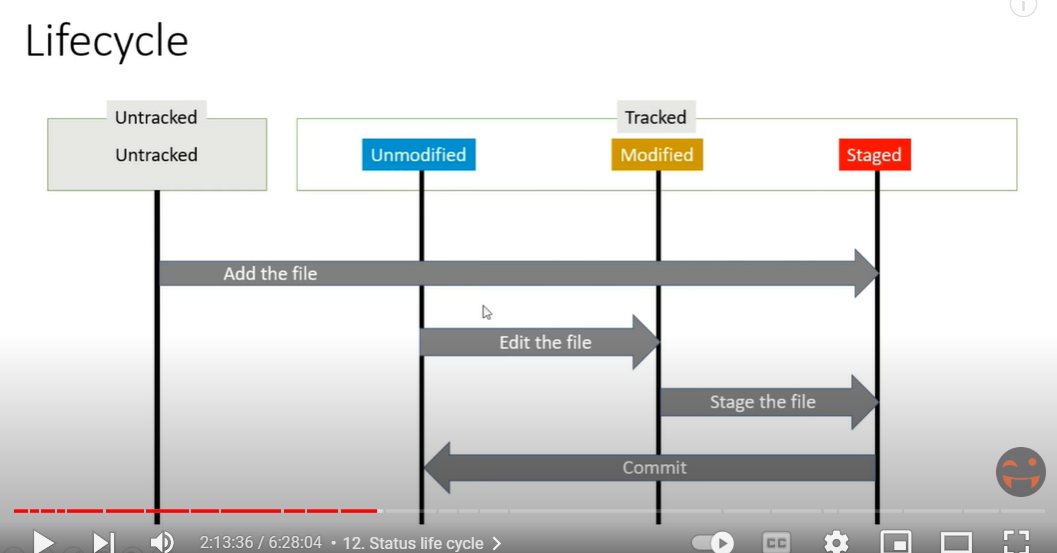 Lifecycle
Untracked
Tracked
Untracked
Unmodified
Modified
Staged
Add the file
Edit the file
Stage the file
Commit
2:13:36 / 6:28:04 • 12. Status life cycle
CC